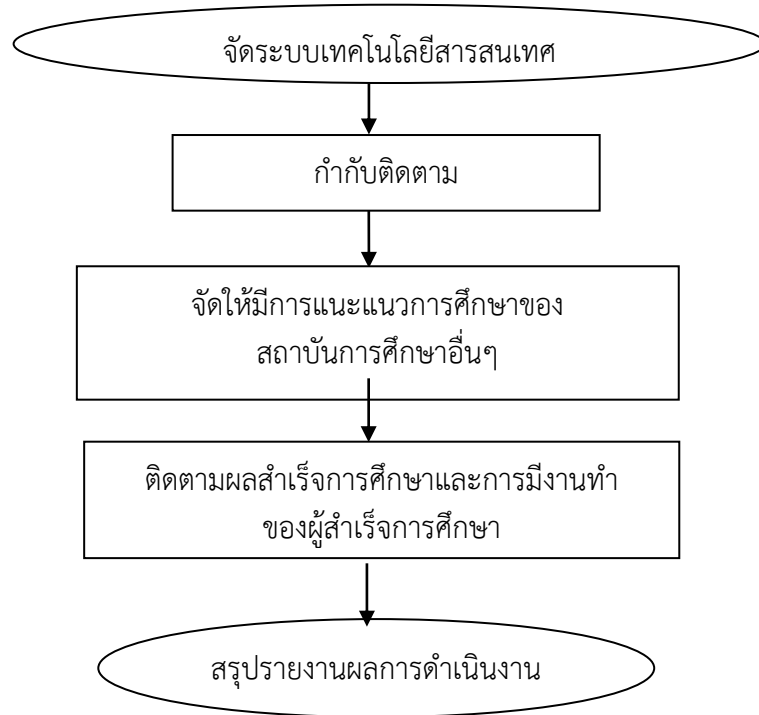 จัดระบบเทคโนโลยีสารสนเทศ
กำกับติดตาม
จัดให้มีการแนะแนวการศึกษาของ
สถาบันการศึกษาอื่นๆ
ติดตามผลสำเร็จการศึกษาและการมีงานทำ
ของผู้สำเร็จการศึกษา
สรุปรายงานผลการดำเนินงาน